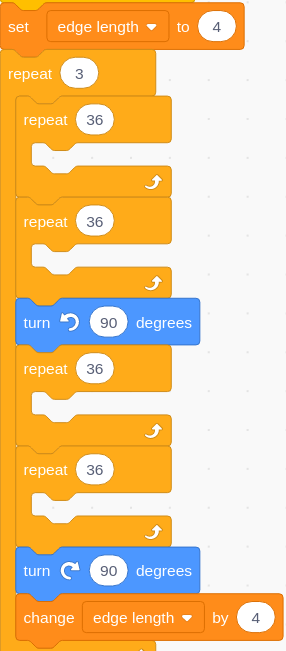 set edge length to 4
repeat 3
repeat 36
repeat 36
turn 90 degrees
repeat 36
repeat 36
turn 90 degrees
change edge length by 4